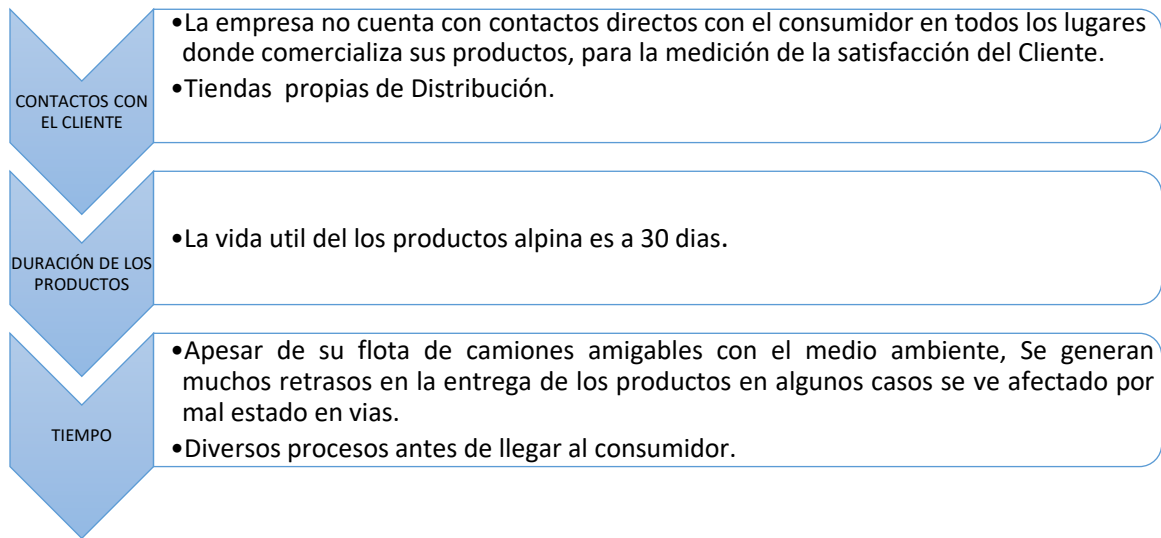 CONTACTOS CON
EL CLIENTE
•La empresa no cuenta con contactos directos con el consumidor en todos los lugares
donde comercializa sus productos, para la medición de la satisfacción del Cliente.
•Tiendas propias de Distribución.
DURACIÓN DE LOS
PRODUCTOS
•La vida util del los productos alpina es a 30 dias.
TIEMPO
•Apesar de su flota de camiones amigables con el medio ambiente, Se generan
muchos retrasos en la entrega de los productos en algunos casos se ve afectado por
mal estado en vias.
•Diversos procesos antes de llegar al consumidor.